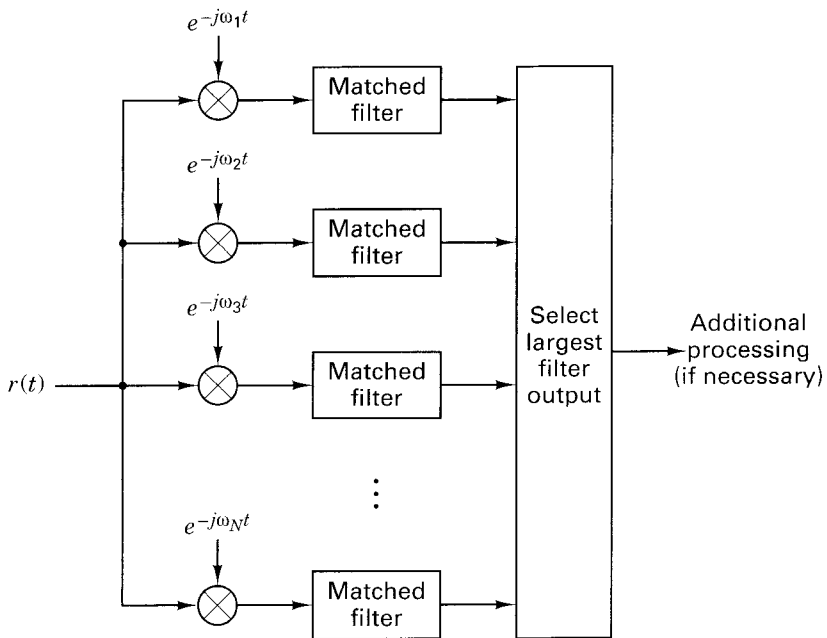 e^{-jω_1 t}
Matched
filter
e^{-jω_2 t}
Matched
filter
e^{-jω_3 t}
Matched
filter
r(t)
Select
largest
filter
output
Additional
processing
(if necessary)
e^{-jω_N t}
Matched
filter